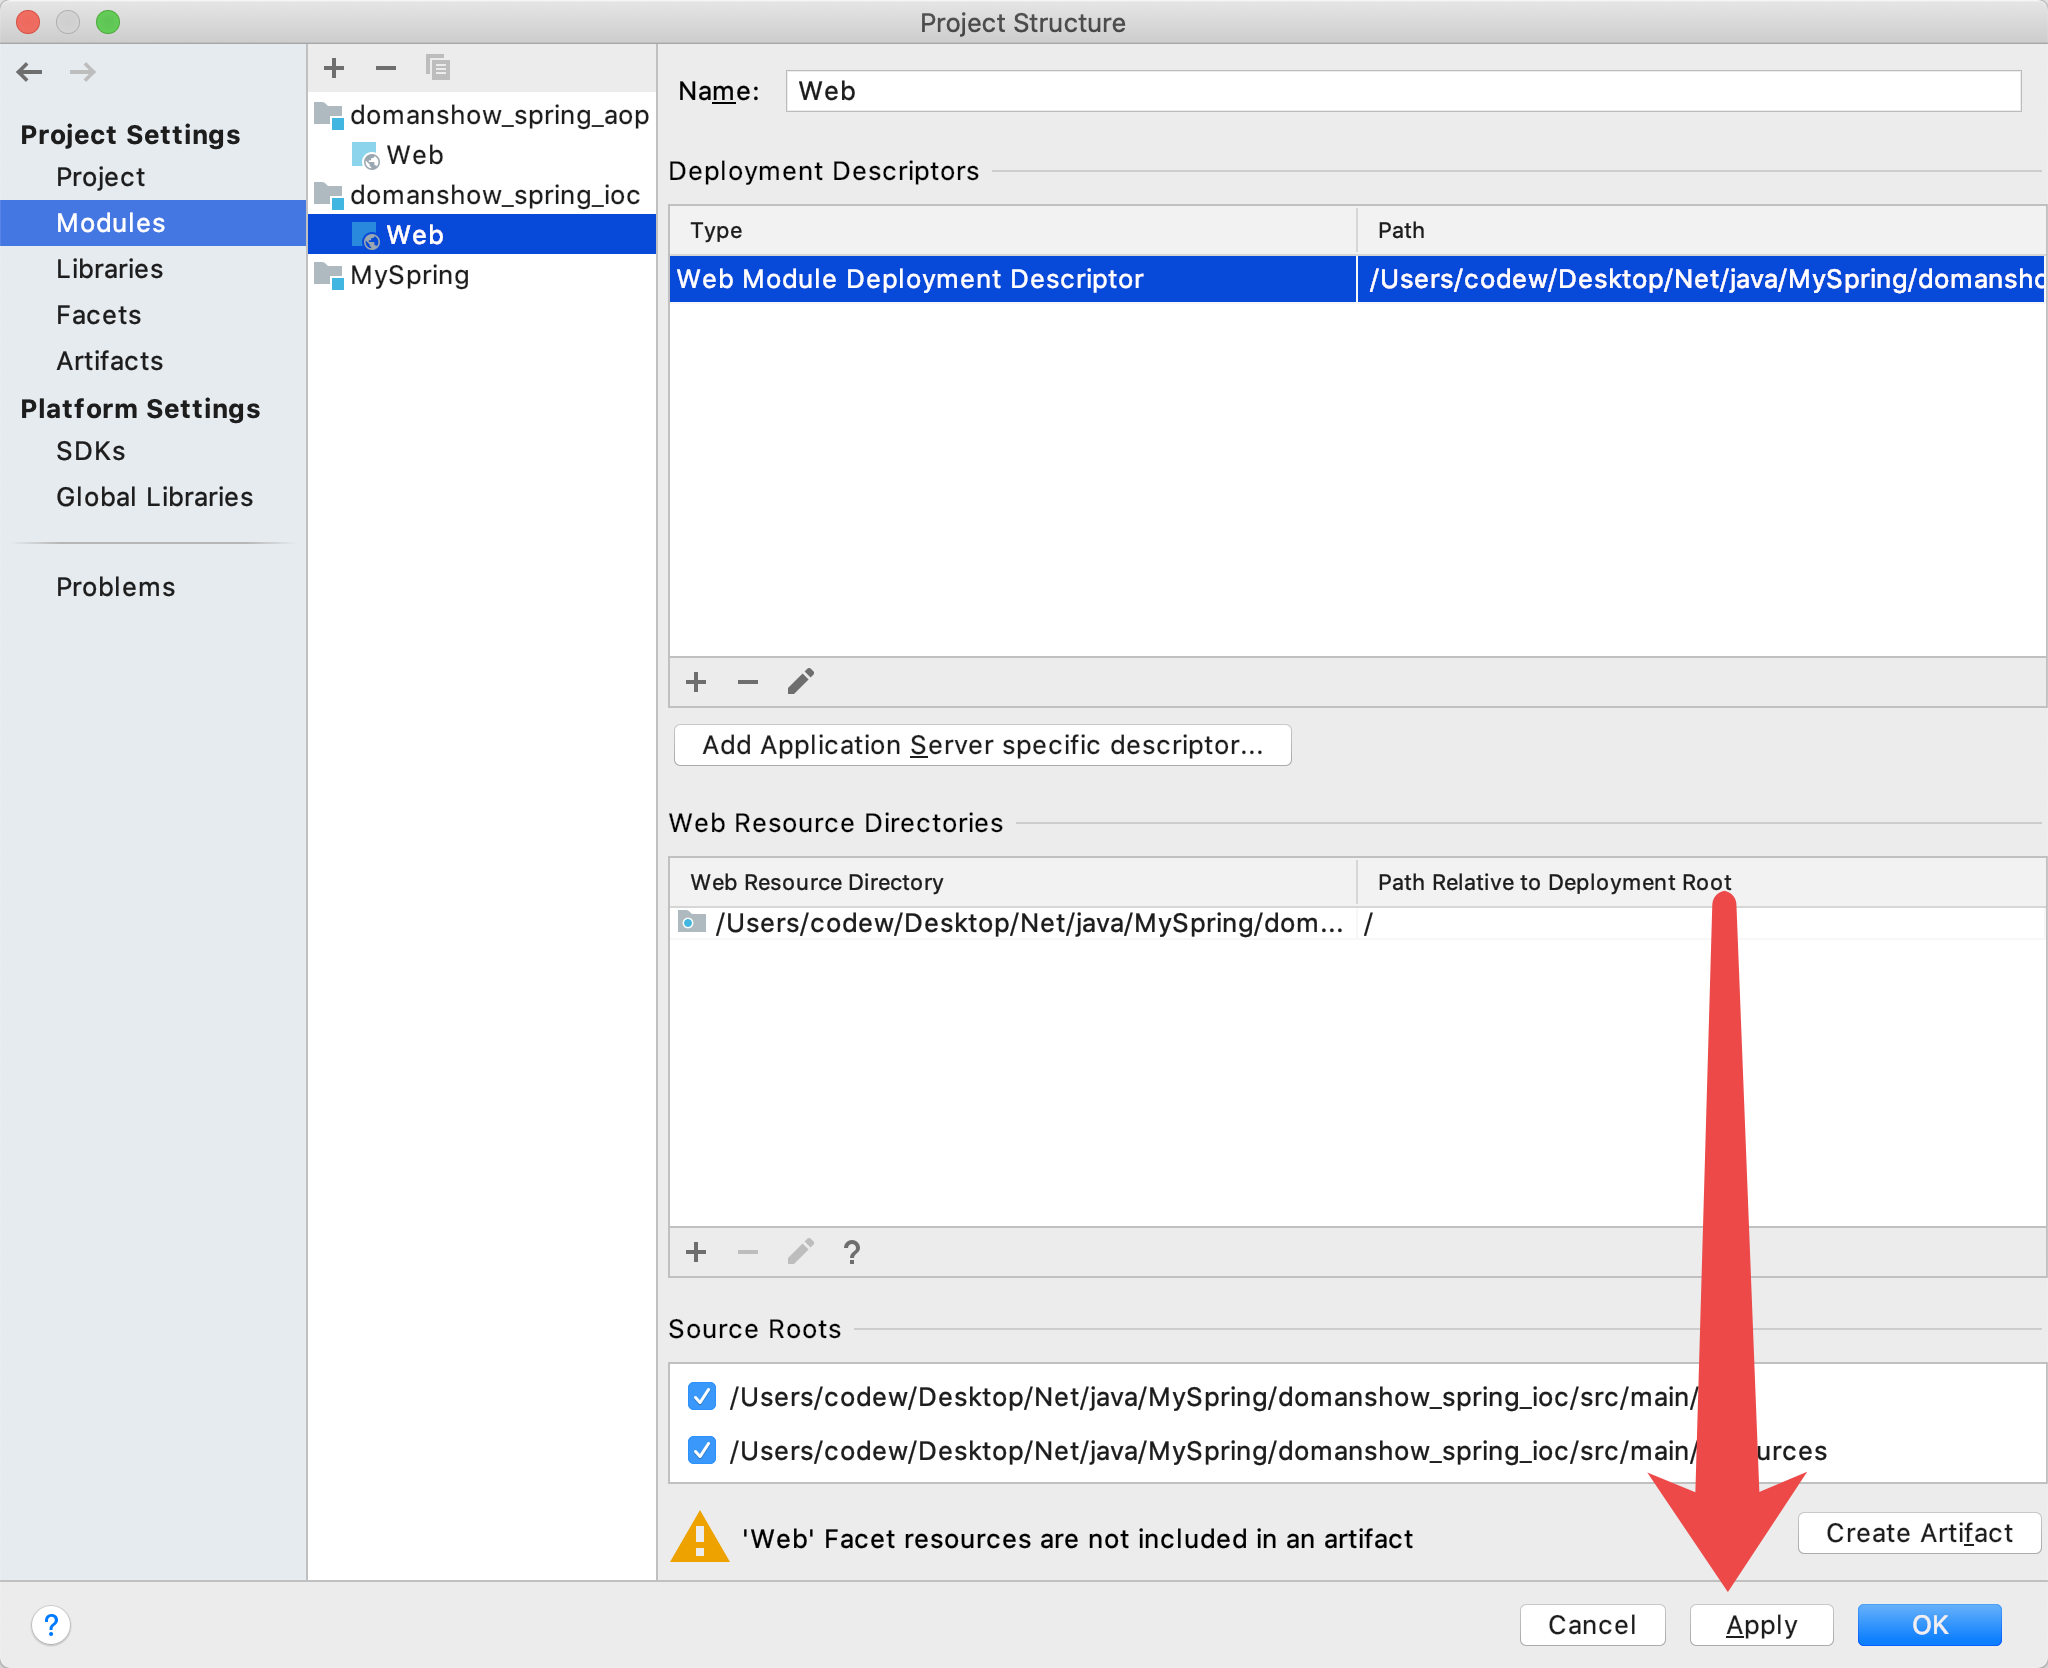 Project Structure
Project Settings
Project
Modules
Libraries
Facets
Artifacts
Platform Settings
SDKs
Global Libraries
Problems
domanshow_spring_aop
Web
domanshow_spring_ioc
Web
MySpring
Name: Web
Deployment Descriptors
Type Path
Web Module Deployment Descriptor /Users/codew/Desktop/Net/java/MySpring/domansho
Add Application Server specific descriptor...
Web Resource Directories
Web Resource Directory Path Relative to Deployment Root
/Users/codew/Desktop/Net/java/MySpring/dom... /
?
Source Roots
/Users/codew/Desktop/Net/java/MySpring/domanshow_spring_ioc/src/main/
/Users/codew/Desktop/Net/java/MySpring/domanshow_spring_ioc/src/main/ urces
'Web' Facet resources are not included in an artifact
Create Artifact
? Cancel Apply OK